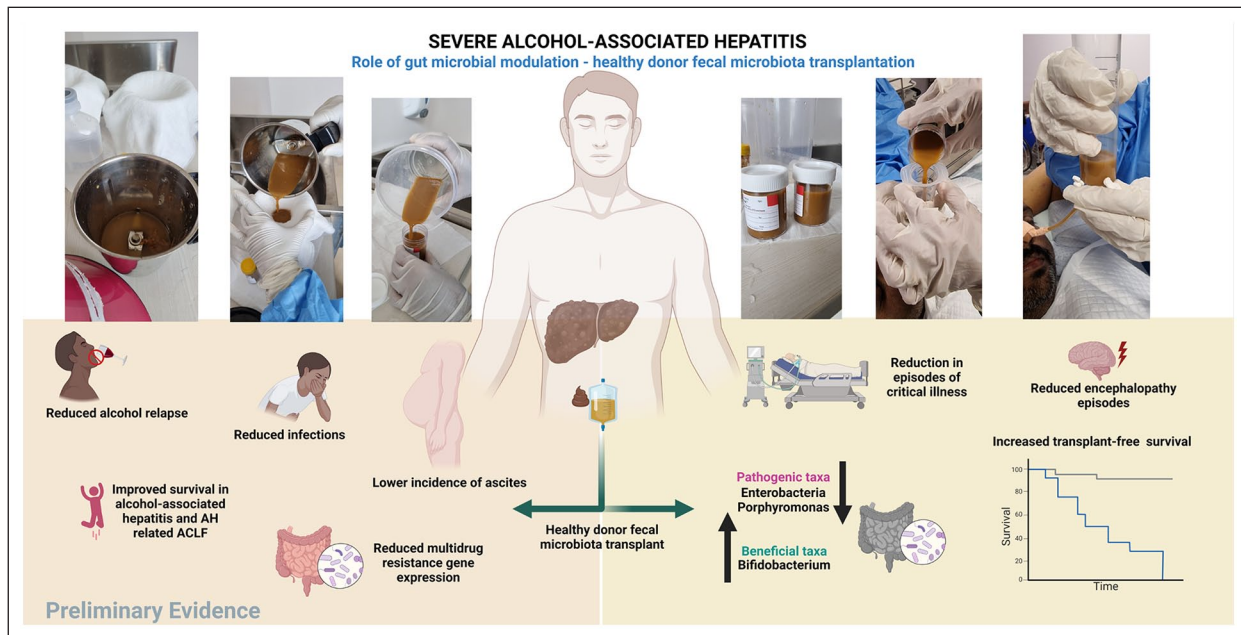 SEVERE ALCOHOL-ASSOCIATED HEPATITIS
Role of gut microbial modulation - healthy donor fecal microbiota transplantation
Reduced alcohol relapse
Reduced infections
Lower incidence of ascites
Improved survival in
alcohol-associated
hepatitis and AH
related ACLF
Reduced multidrug
resistance gene
expression
Healthy donor fecal
microbiota transplant
Reduction in
episodes of
critical illness
Reduced encephalopathy
episodes
Pathogenic taxa
Enterobacteria
Porphyromonas
Beneficial taxa
Bifidobacterium
Increased transplant-free survival
100
80
60
40
20
0
Survival
Time
Preliminary Evidence